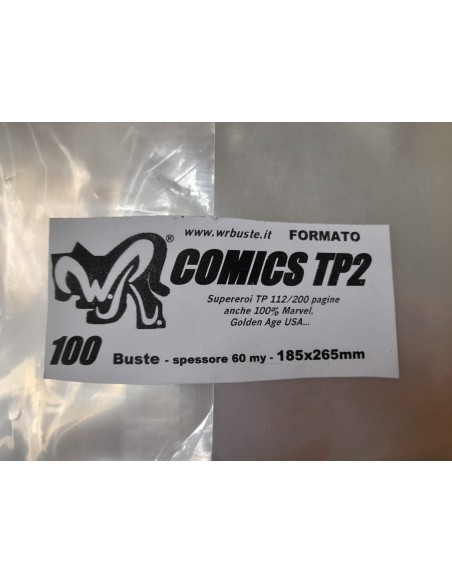 www.wrbuste.it FORMATO
W.R.®
COMICS TP2
Supereroi TP 112/200 pagine
anche 100% Marvel,
Golden Age USA...
100 Buste - spessore 60 my - 185x265mm